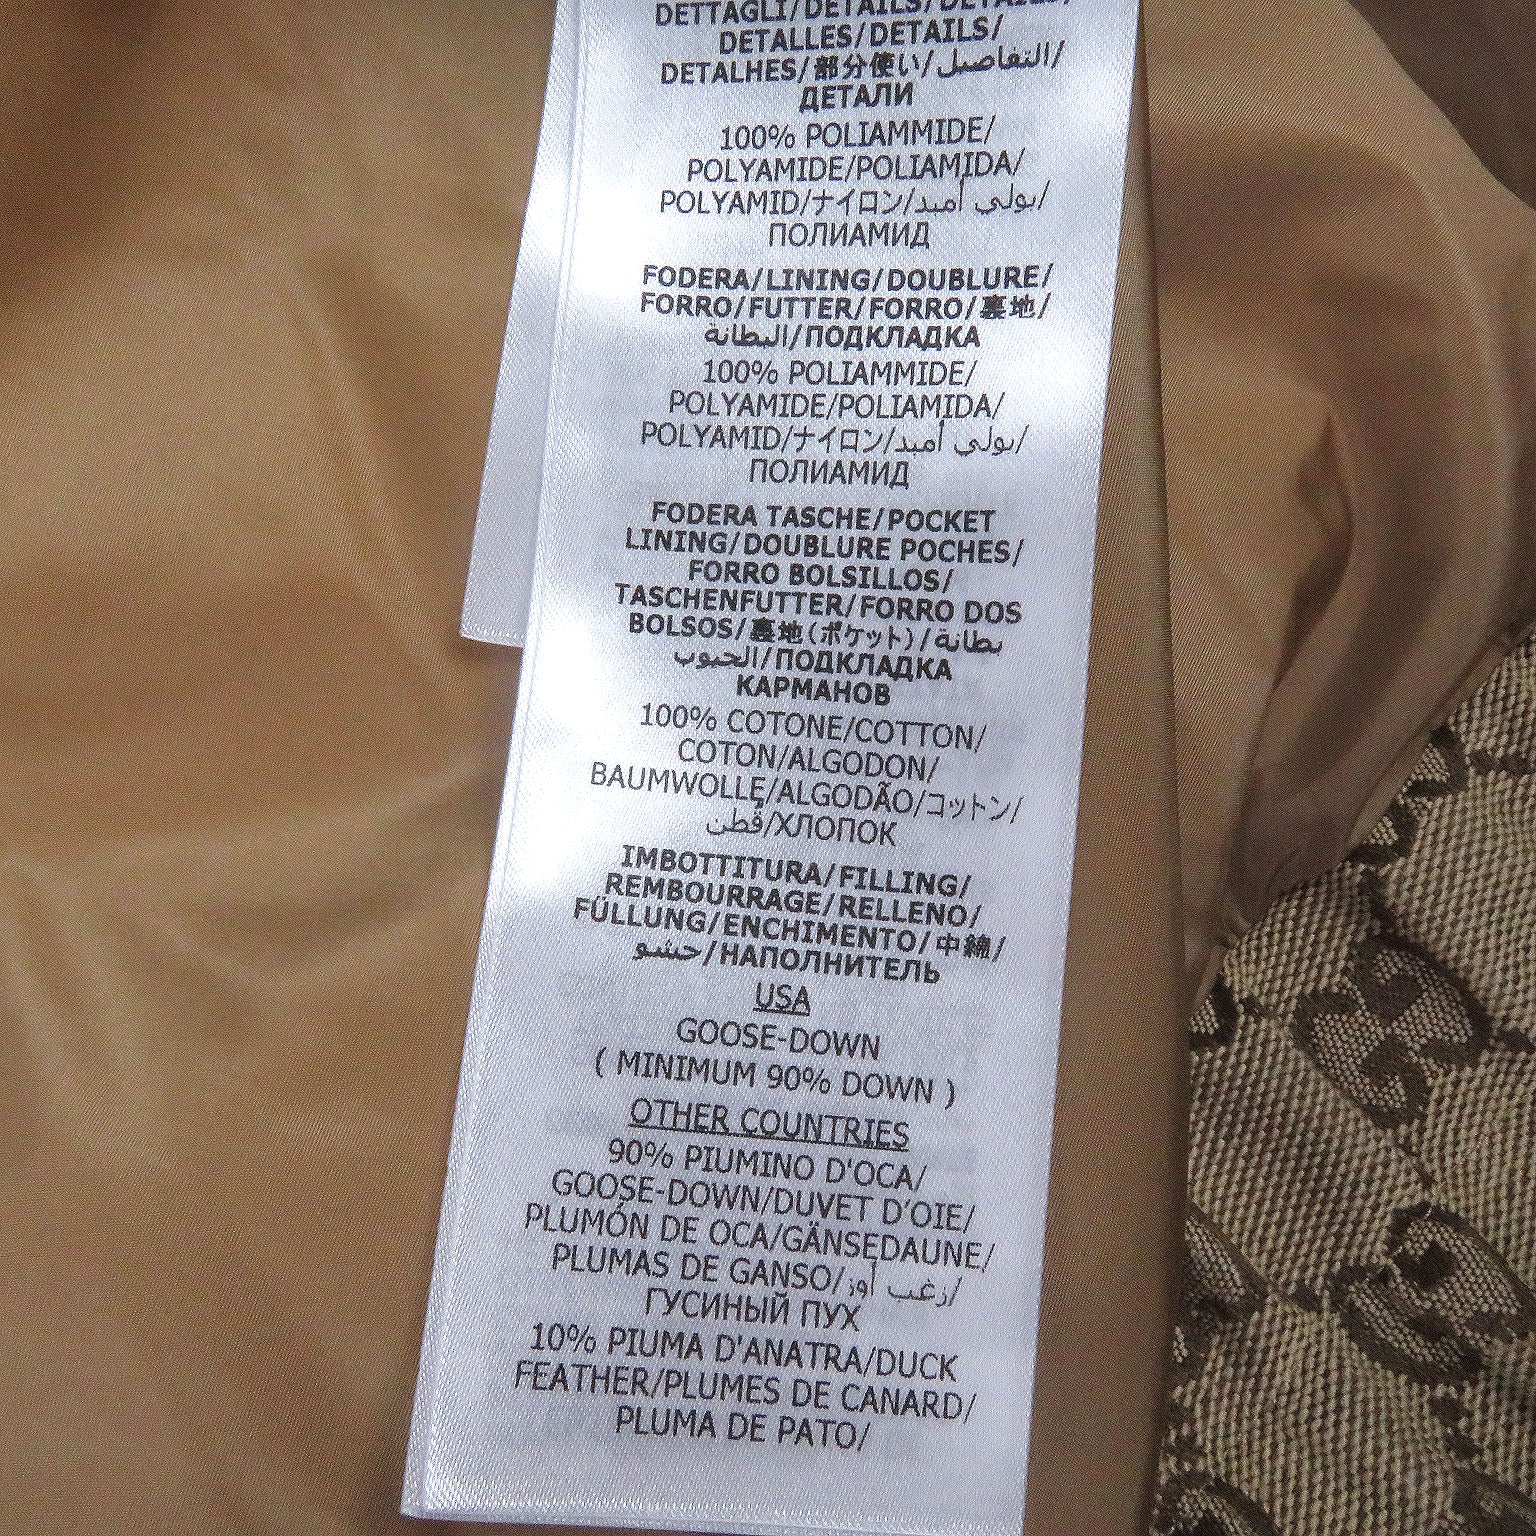 DETTAGLI/DETAILS/DÉTAILS/
DETALLES/DETAILS/
DETALHES/部分使い/التفاصيل/
ДЕТАЛИ
100% POLIAMMIDE/
POLYAMIDE/POLIAMIDA/
POLYAMID/ナイロン/بولي أميد/
ПОЛИАМИД
FODERA/LINING/DOUBLURE/
FORRO/FUTTER/FORRO/裏地/
البطانة/ПОДКЛАДКА
100% POLIAMMIDE/
POLYAMIDE/POLIAMIDA/
POLYAMID/ナイロン/بولي أميد/
ПОЛИАМИД
FODERA TASCHE/POCKET
LINING/DOUBLURE POCHES/
FORRO BOLSILLOS/
TASCHENFUTTER/FORRO DOS
BOLSOS/裏地(ポケット)/بطانة
الجيوب/ПОДКЛАДКА
КАРМАНОВ
100% COTONE/COTTON/
COTON/ALGODON/
BAUMWOLLE/ALGODÃO/コットン/
قطن/ХЛОПОК
IMBOTTITURA/FILLING/
REMBOURRAGE/RELLENO/
FÜLLUNG/ENCHIMENTO/中綿/
حشو/НАПОЛНИТЕЛЬ
USA
GOOSE-DOWN
( MINIMUM 90% DOWN )
OTHER COUNTRIES
90% PIUMINO D'OCA/
GOOSE-DOWN/DUVET D'OIE/
PLUMÓN DE OCA/GÄNSEDAUNE/
PLUMAS DE GANSO/زغب أوز/
ГУСИНЫЙ ПУХ
10% PIUMA D'ANATRA/DUCK
FEATHER/PLUMES DE CANARD/
PLUMA DE PATO/